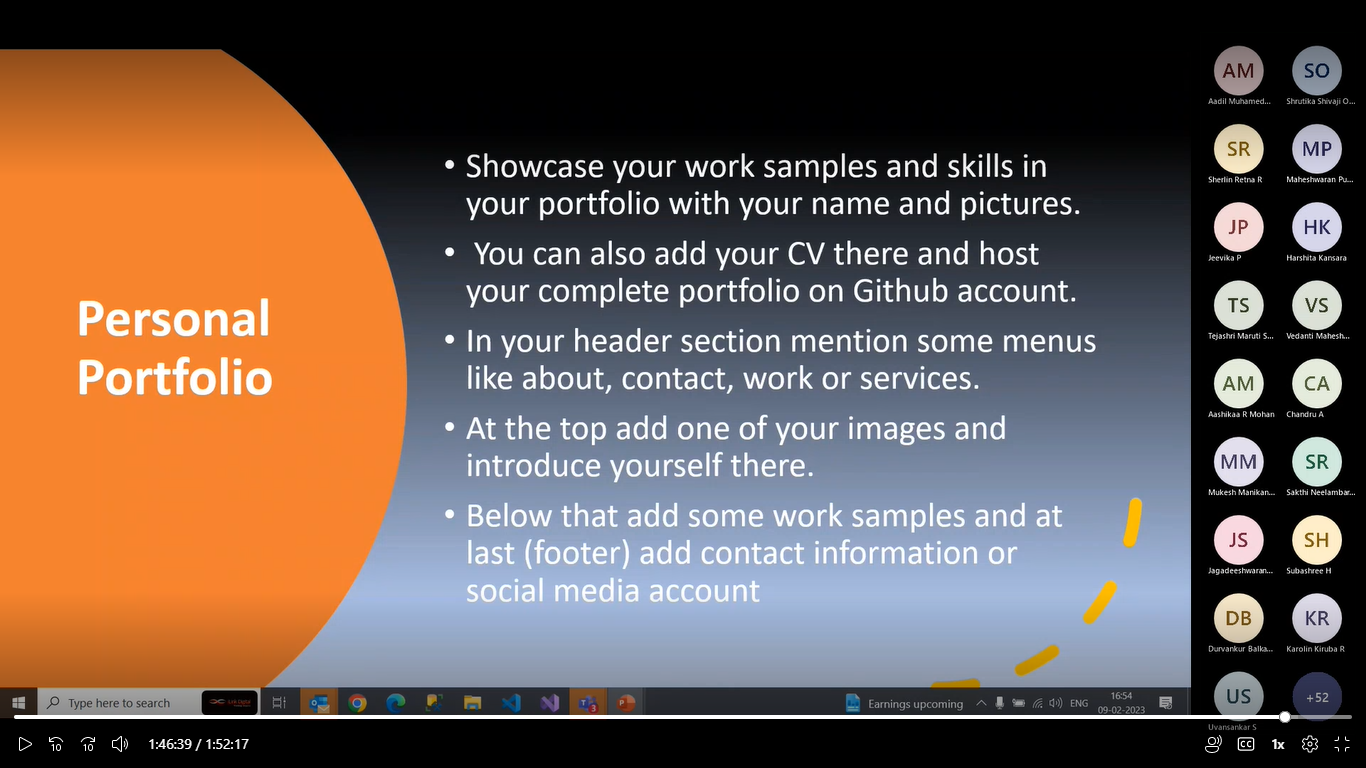 Personal
Portfolio
• Showcase your work samples and skills in
your portfolio with your name and pictures.
• You can also add your CV there and host
your complete portfolio on Github account.
• In your header section mention some menus
like about, contact, work or services.
• At the top add one of your images and
introduce yourself there.
• Below that add some work samples and at
last (footer) add contact information or
social media account
AM SO
Aadil Muhamed... Shrutika Shivaji O...
SR MP
Sherlin Retna R Maheshwaran Pu...
JP HK
Jeevika P Harshita Kansara
TS VS
Tejashri Maruti S... Vedanti Mahesh...
AM CA
Aashikaa R Mohan Chandru A
MM SR
Mukesh Manikan... Sakthi Neelambar...
JS SH
Jagadeeshwaran... Subashree H
DB KR
Durvankur Balka... Karolin Kiruba R
US +52
Uvansankar S
Type here to search
Earnings upcoming
ENG
16:54
09-02-2023
10 10 1:46:39 / 1:52:17
CC 1x